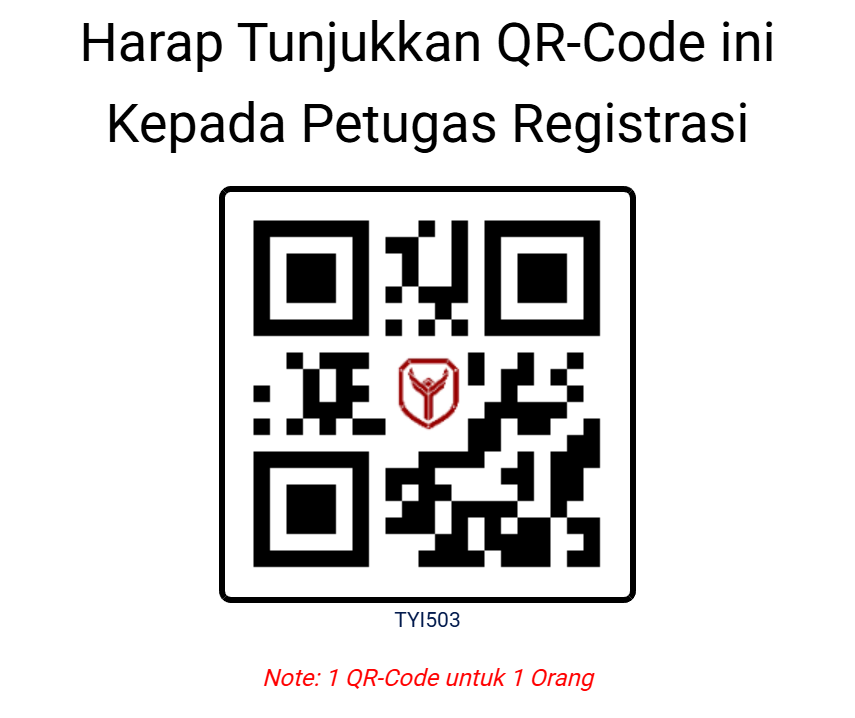 Harap Tunjukkan QR-Code ini
Kepada Petugas Registrasi
TYI503
Note: 1 QR-Code untuk 1 Orang